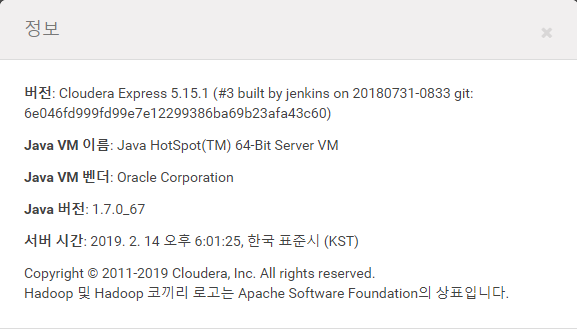 정보
버전: Cloudera Express 5.15.1 (#3 built by jenkins on 20180731-0833 git:
6e046fd999fd99e7e12299386ba69b23afa43c60)
Java VM 이름: Java HotSpot(TM) 64-Bit Server VM
Java VM 벤더: Oracle Corporation
Java 버전: 1.7.0_67
서버 시간: 2019. 2. 14 오후 6:01:25, 한국 표준시 (KST)
Copyright © 2011-2019 Cloudera, Inc. All rights reserved.
Hadoop 및 Hadoop 코끼리 로고는 Apache Software Foundation의 상표입니다.